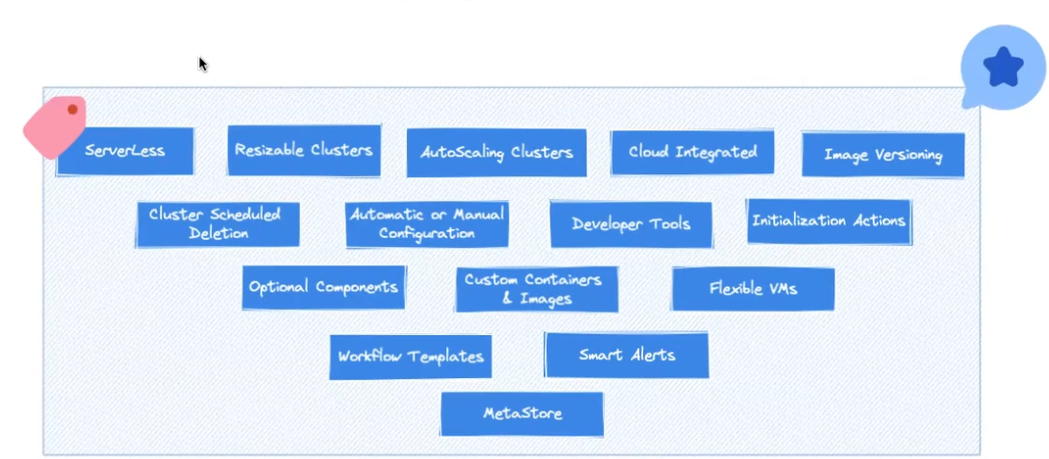 ServerLess
Resizable Clusters
AutoScaling Clusters
Cloud Integrated
Image Versioning
Cluster Scheduled
Deletion
Automatic or Manual
Configuration
Developer Tools
Initialization Actions
Optional Components
Custom Containers
& Images
Flexible VMs
Workflow Templates
Smart Alerts
MetaStore